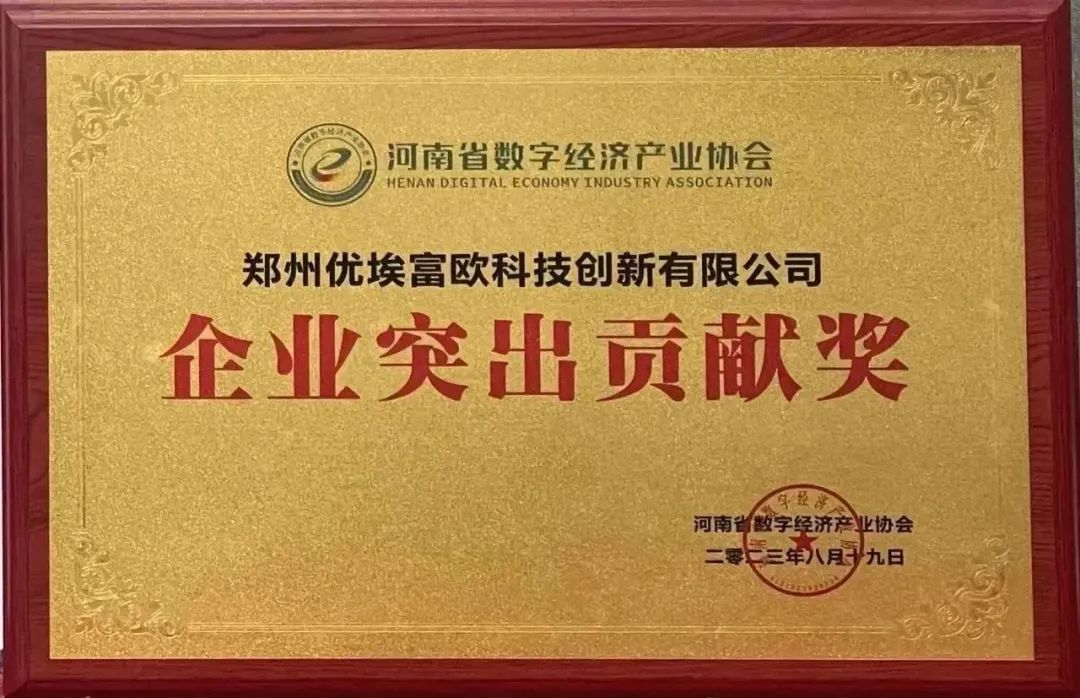 河南省数字经济产业协会
HENAN DIGITAL ECONOMY INDUSTRY ASSOCIATION
郑州优埃富欧科技创新有限公司
企业突出贡献奖
河南省数字经济产业协会
二零二三年八月十九日